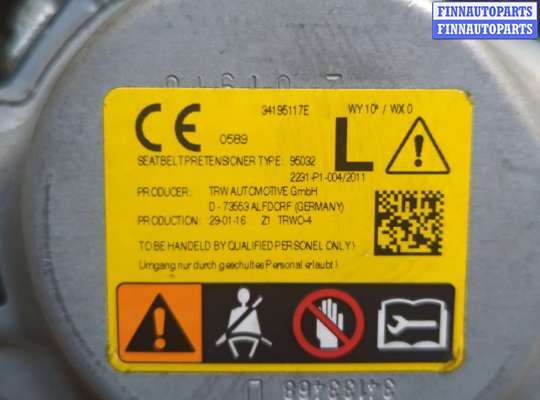 FINNAUTOPARTS
FINNAUTOPARTS
34195117E WY 10° / WX 0
CE 0589 L
SEATBELTPRETENSIONER TYPE: 95032
2231-P1-004/2011
PRODUCER: TRW AUTOMOTIVE GmbH
D - 73553 ALFDORF (GERMANY)
PRODUCTION: 29-01-16 Z1 TRWO-4
TO BE HANDELD BY QUALIFIED PERSONEL ONLY!
(Umgang nur durch geschultes Personal erlaubt)
34133468 D